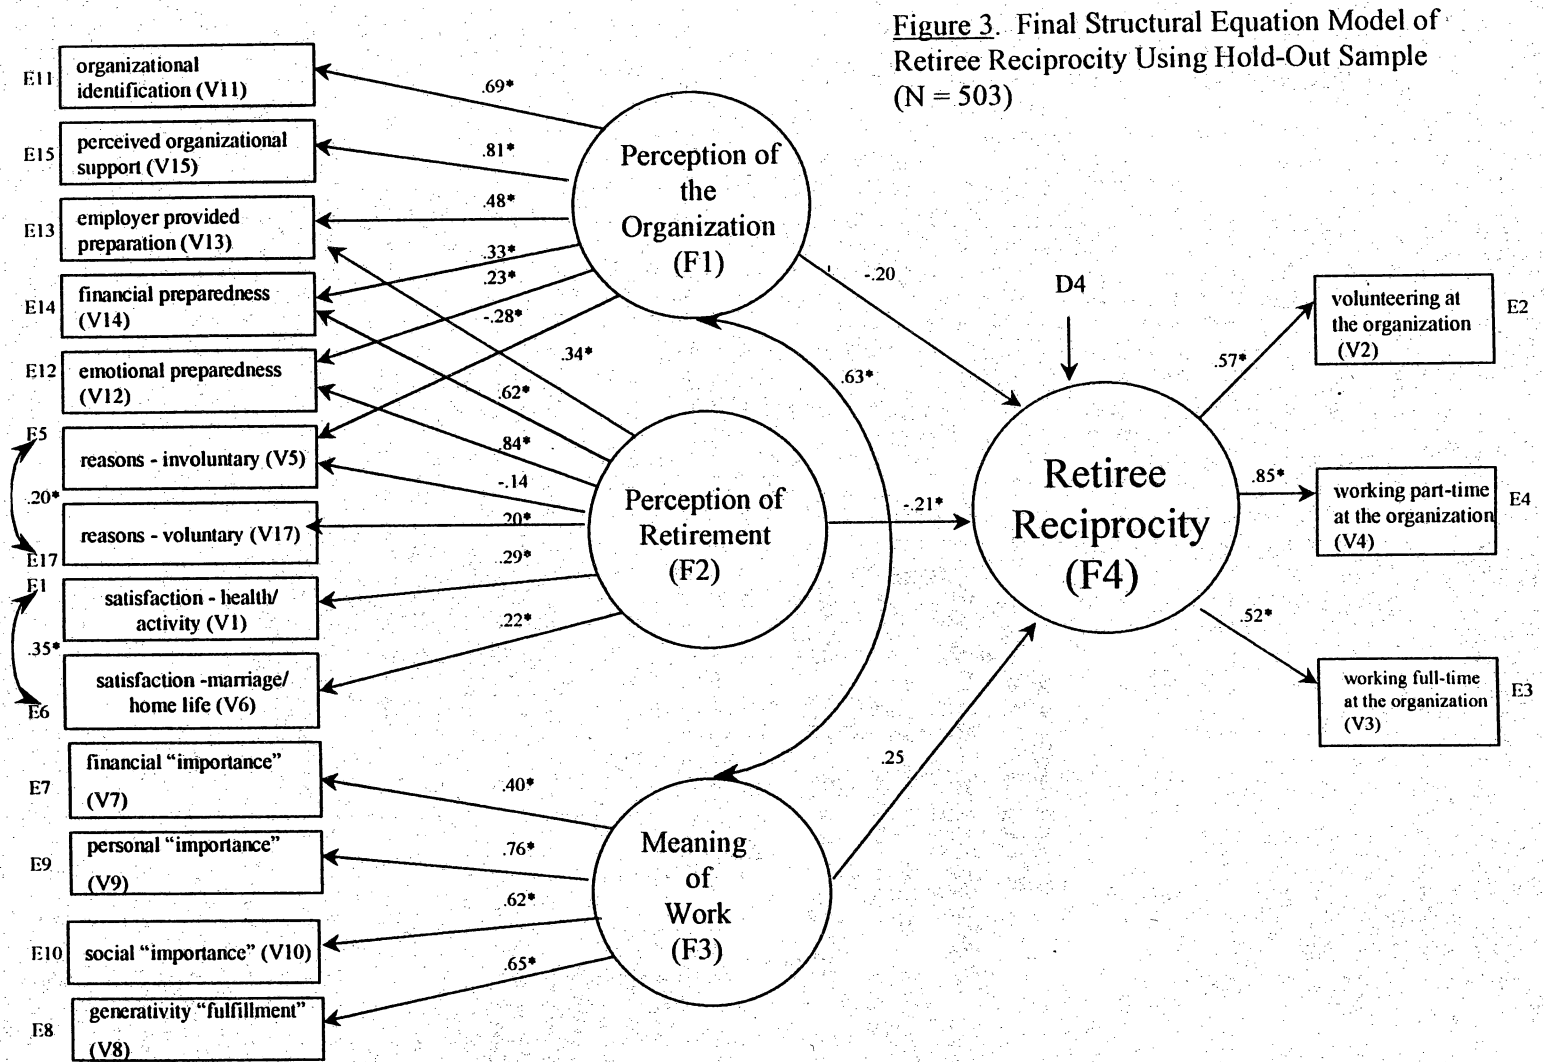 Figure 3. Final Structural Equation Model of
Retiree Reciprocity Using Hold-Out Sample
(N = 503)
E11
organizational
identification (V11)
E15
perceived organizational
support (V15)
E13
employer provided
preparation (V13)
E14
financial preparedness
(V14)
E12
emotional preparedness
(V12)
E5
reasons - involuntary (V5)
.20*
reasons - voluntary (V17)
E17
E1
satisfaction - health/
activity (V1)
.35*
satisfaction -marriage/
home life (V6)
E6
E7
financial “importance”
(V7)
E9
personal “importance”
(V9)
E10
social “importance” (V10)
E8
generativity “fulfillment”
(V8)
.69*
.81*
.48*
.33*
.23*
-.28*
.34*
.62*
.84*
-.14
.20*
.29*
.22*
.40*
.76*
.62*
.65*
Perception of
the
Organization
(F1)
Perception of
Retirement
(F2)
Meaning
of
Work
(F3)
.63*
-.20
-.21*
.25
D4
Retiree
Reciprocity
(F4)
.57*
.85*
.52*
volunteering at
the organization
(V2)
E2
working part-time
at the organization
(V4)
E4
working full-time
at the organization
(V3)
E3